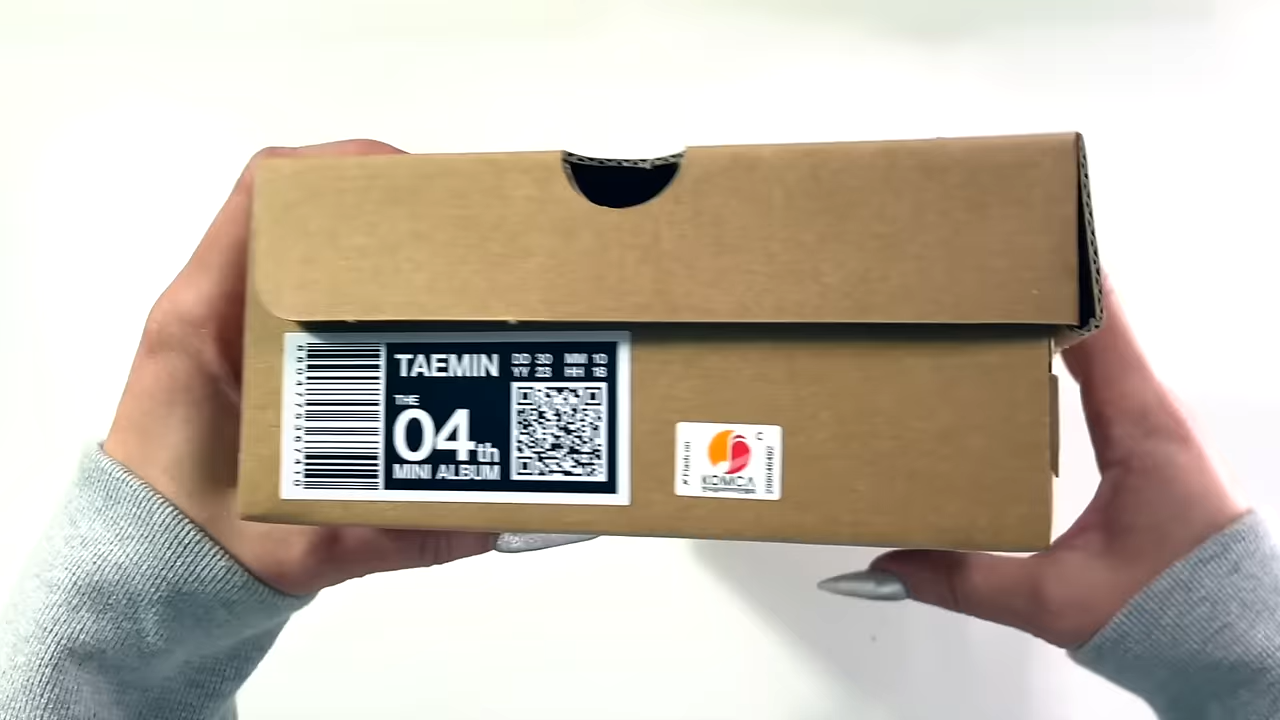 TAEMIN
DD 30 MM 10
YY 23 HH 18
THE
04th
MINI ALBUM
C
KOMCA